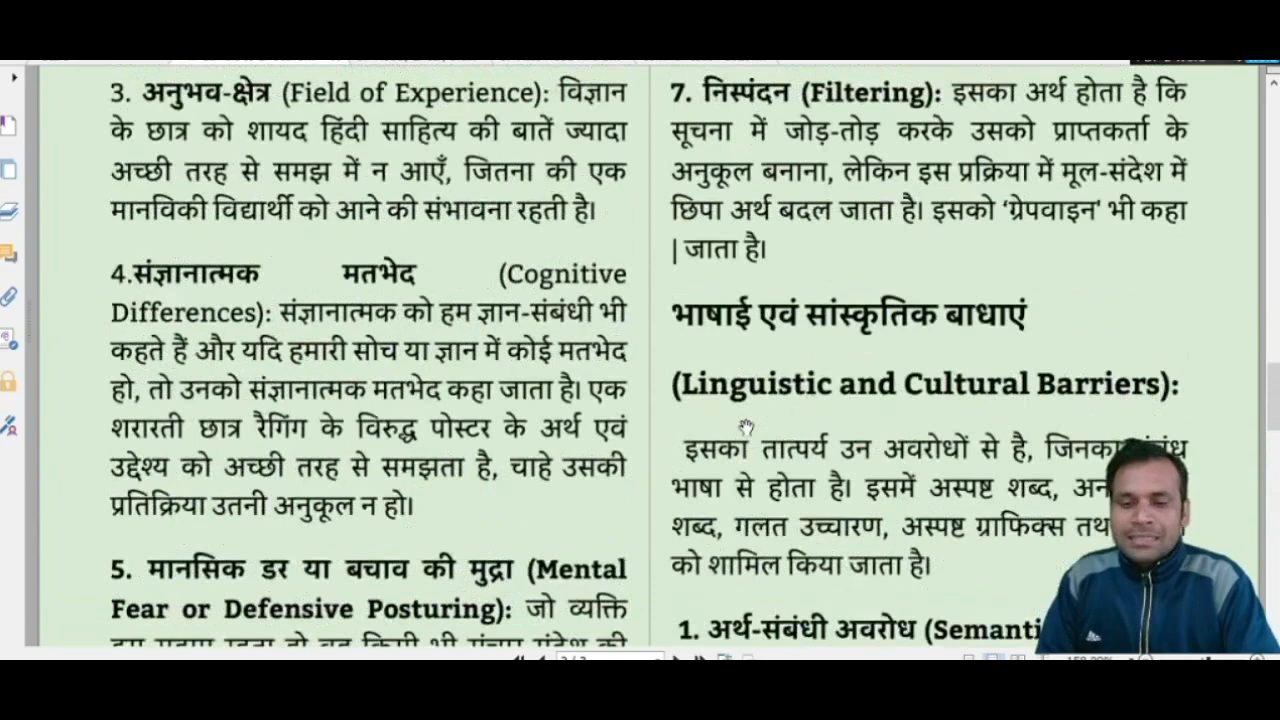 3. अनुभव-क्षेत्र (Field of Experience): विज्ञान
के छात्र को शायद हिंदी साहित्य की बातें ज्यादा
अच्छी तरह से समझ में न आएँ, जितना की एक
मानविकी विद्यार्थी को आने की संभावना रहती है।
4.संज्ञानात्मक मतभेद (Cognitive
Differences): संज्ञानात्मक को हम ज्ञान-संबंधी भी
कहते हैं और यदि हमारी सोच या ज्ञान में कोई मतभेद
हो, तो उनको संज्ञानात्मक मतभेद कहा जाता है। एक
शरारती छात्र रैगिंग के विरुद्ध पोस्टर के अर्थ एवं
उद्देश्य को अच्छी तरह से समझता है, चाहे उसकी
प्रतिक्रिया उतनी अनुकूल न हो।
5. मानसिक डर या बचाव की मुद्रा (Mental
Fear or Defensive Posturing): जो व्यक्ति
7. निस्पंदन (Filtering): इसका अर्थ होता है कि
सूचना में जोड़-तोड़ करके उसको प्राप्तकर्ता के
अनुकूल बनाना, लेकिन इस प्रक्रिया में मूल-संदेश में
छिपा अर्थ बदल जाता है। इसको ‘ग्रेपवाइन' भी कहा
| जाता है।
भाषाई एवं सांस्कृतिक बाधाएं
(Linguistic and Cultural Barriers):
इसका तात्पर्य उन अवरोधों से है, जिनका
भाषा से होता है। इसमें अस्पष्ट शब्द,
शब्द, गलत उच्चारण, अस्पष्ट ग्राफिक्स
को शामिल किया जाता है।
1. अर्थ-संबंधी अवरोध (Semanti